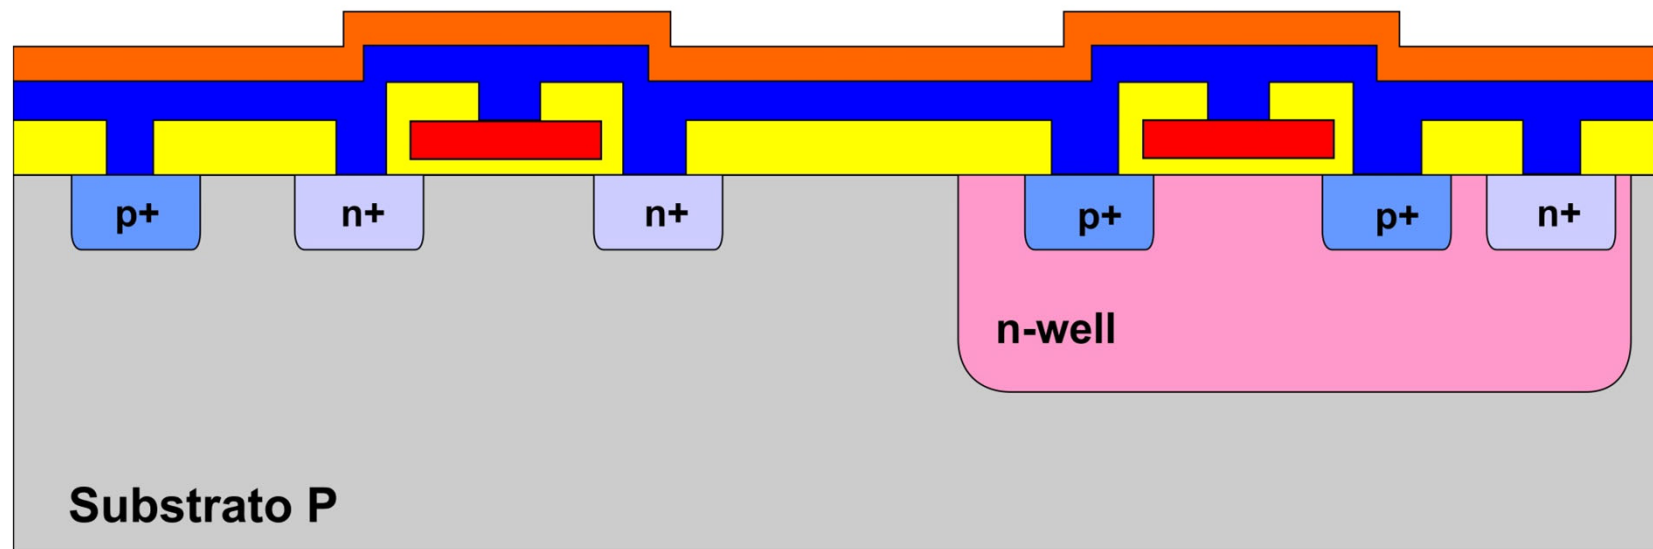 p+
n+
n+
p+
p+
n+
n-well
Substrato P